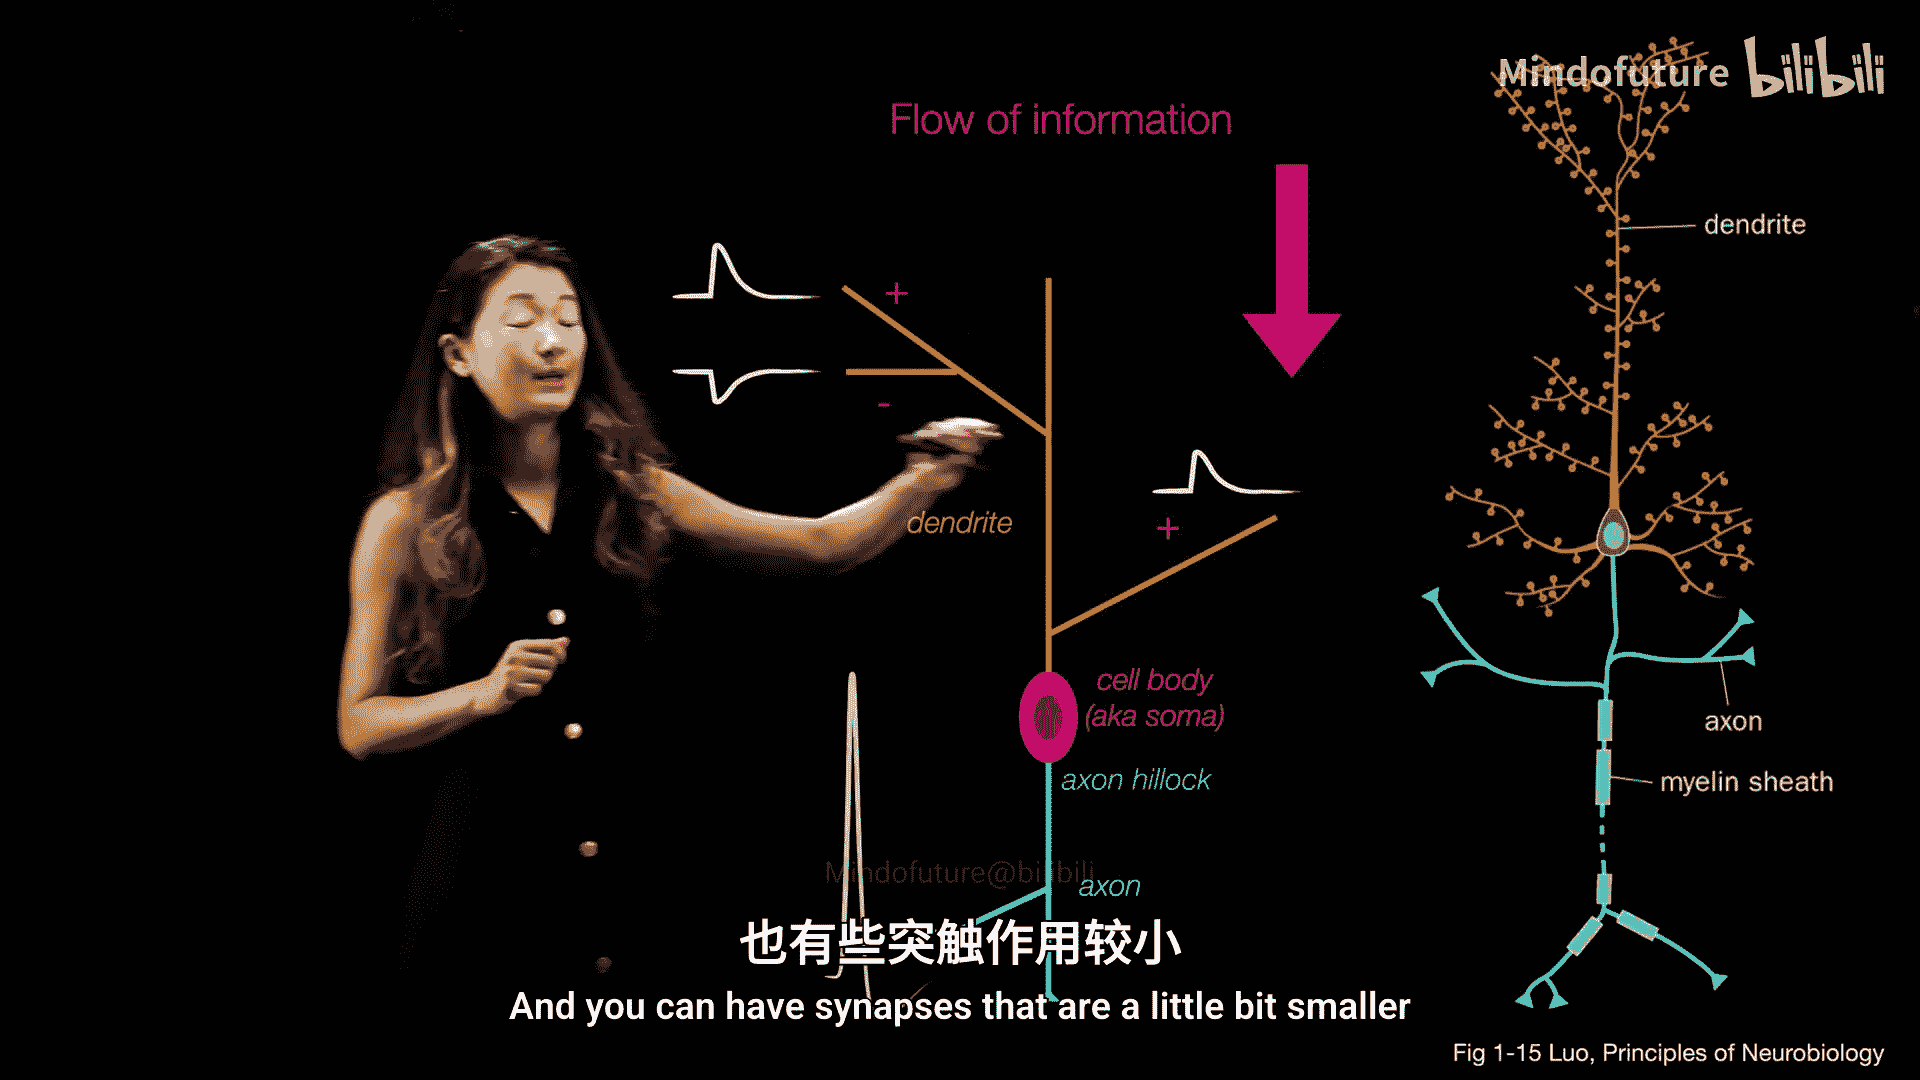 Mindofuture bilibili
Flow of information
dendrite
+
-
dendrite
+
cell body
(aka soma)
axon
axon hillock
myelin sheath
Mindofuture@bilibili
axon
也有些突触作用较小
And you can have synapses that are a little bit smaller
Fig 1-15 Luo, Principles of Neurobiology